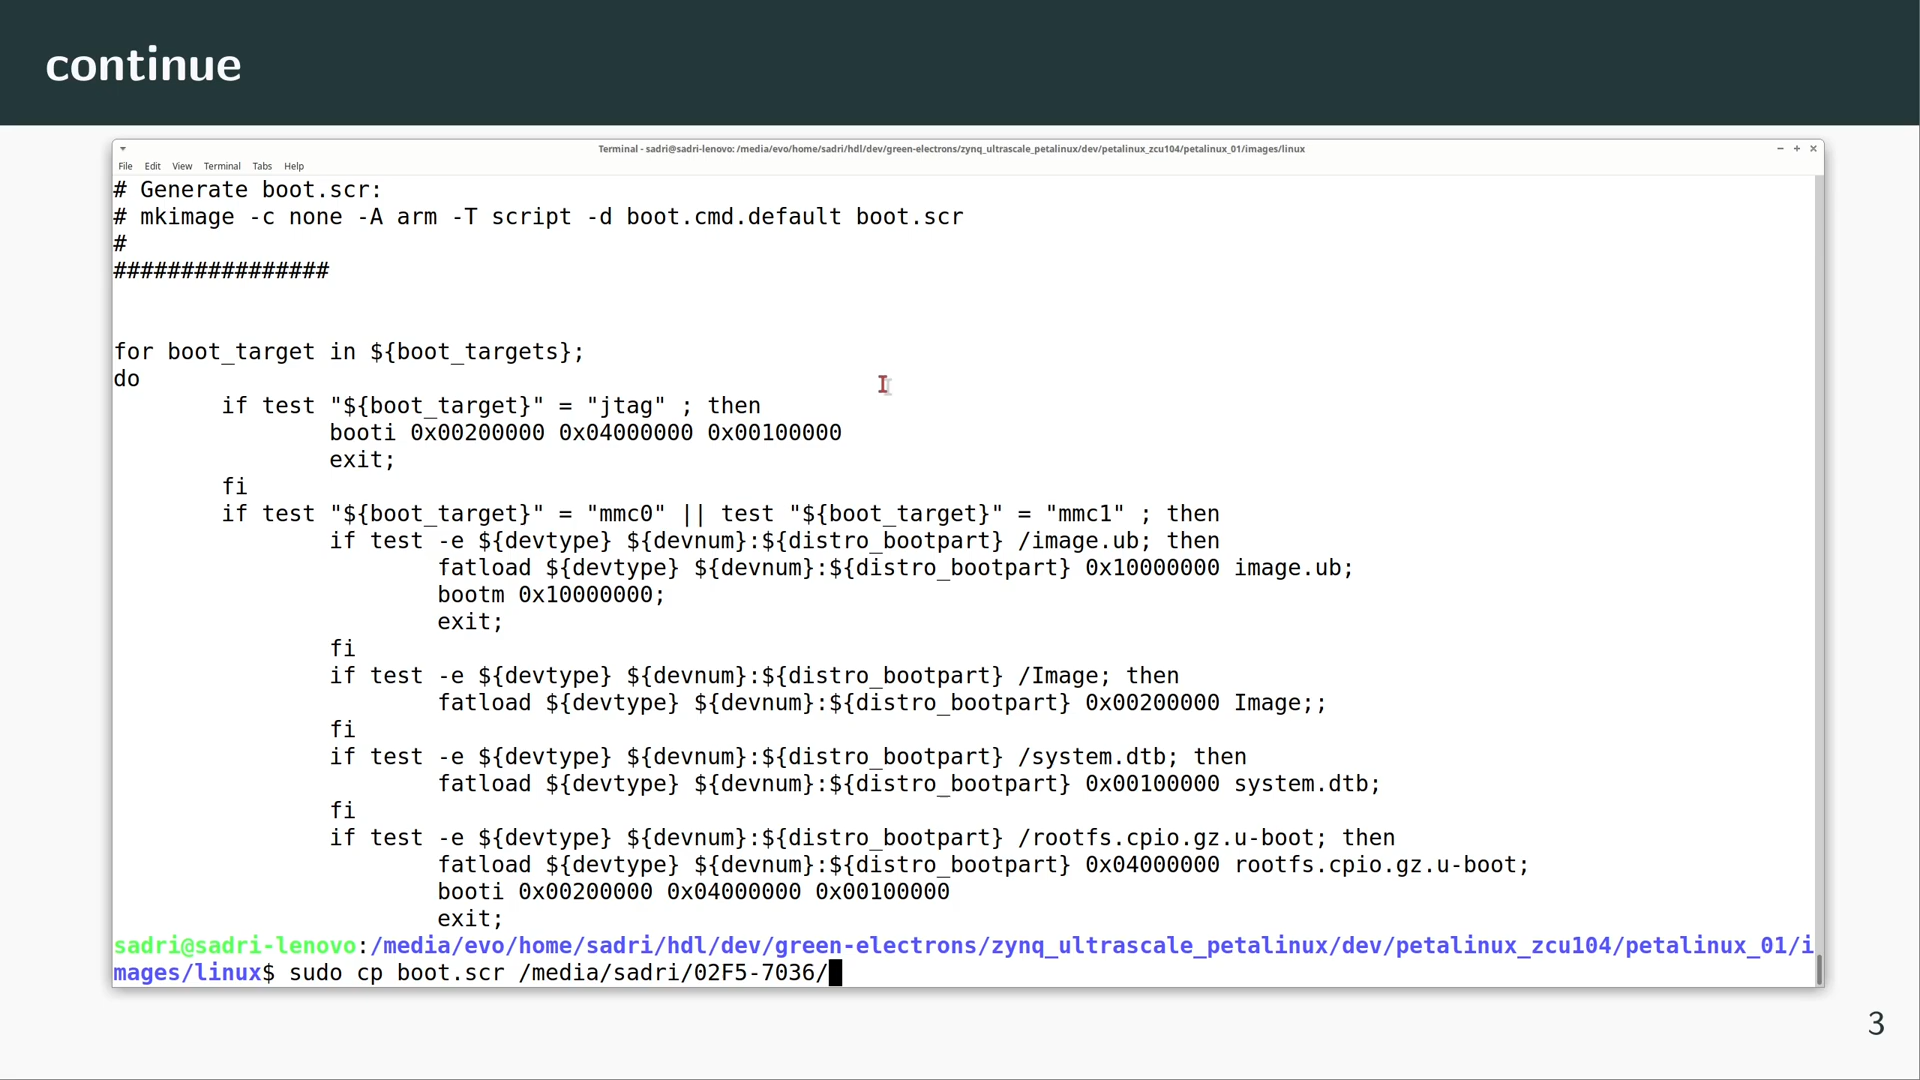 continue
Terminal - sadri@sadri-lenovo: /media/evo/home/sadri/hdl/dev/green-electrons/zynq_ultrascale_petalinux/dev/petalinux_zcu104/petalinux_01/images/linux
File Edit View Terminal Tabs Help
# Generate boot.scr:
# mkimage -c none -A arm -T script -d boot.cmd.default boot.scr
#
################
for boot_target in ${boot_targets};
do
if test "${boot_target}" = "jtag" ; then
booti 0x00200000 0x04000000 0x00100000
exit;
fi
if test "${boot_target}" = "mmc0" || test "${boot_target}" = "mmc1" ; then
if test -e ${devtype} ${devnum}:${distro_bootpart} /image.ub; then
fatload ${devtype} ${devnum}:${distro_bootpart} 0x10000000 image.ub;
bootm 0x10000000;
exit;
fi
if test -e ${devtype} ${devnum}:${distro_bootpart} /Image; then
fatload ${devtype} ${devnum}:${distro_bootpart} 0x00200000 Image;;
fi
if test -e ${devtype} ${devnum}:${distro_bootpart} /system.dtb; then
fatload ${devtype} ${devnum}:${distro_bootpart} 0x00100000 system.dtb;
fi
if test -e ${devtype} ${devnum}:${distro_bootpart} /rootfs.cpio.gz.u-boot; then
fatload ${devtype} ${devnum}:${distro_bootpart} 0x04000000 rootfs.cpio.gz.u-boot;
booti 0x00200000 0x04000000 0x00100000
exit;
sadri@sadri-lenovo:/media/evo/home/sadri/hdl/dev/green-electrons/zynq_ultrascale_petalinux/dev/petalinux_zcu104/petalinux_01/i
mages/linux$ sudo cp boot.scr /media/sadri/02F5-7036/
3